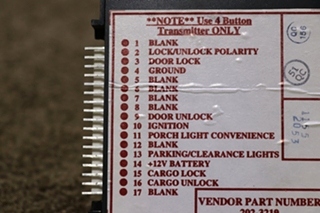 **NOTE** Use 4 Button
Transmitter ONLY
1 BLANK
2 LOCK/UNLOCK POLARITY
3 DOOR LOCK
4 GROUND
5 BLANK
6 BLANK
7 BLANK
8 BLANK
9 DOOR UNLOCK
10 IGNITION
11 PORCH LIGHT CONVENIENCE
12 BLANK
13 PARKING/CLEARANCE LIGHTS
14 +12V BATTERY
15 CARGO LOCK
16 CARGO UNLOCK
17 BLANK
VENDOR PART NUMBER